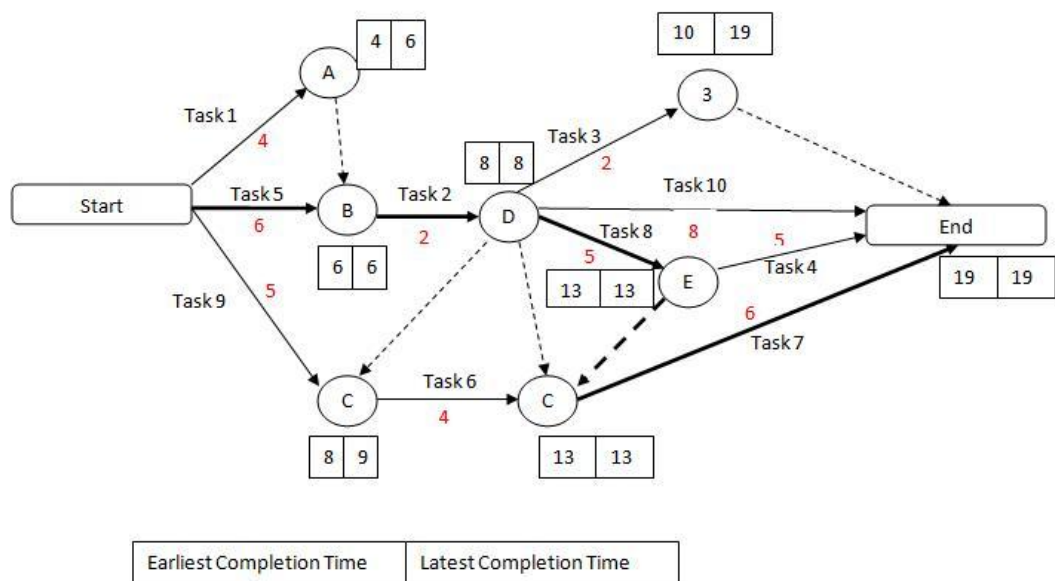 4 6
10 19
A
3
Task 1
4
Task 3
2
8 8
Task 10
Start
Task 5
6
B
Task 2
2
D
Task 8
5
8
5
End
Task 4
6 6
13 13
E
19 19
Task 9
5
6
Task 7
C
Task 6
4
C
8 9
13 13
Earliest Completion Time Latest Completion Time